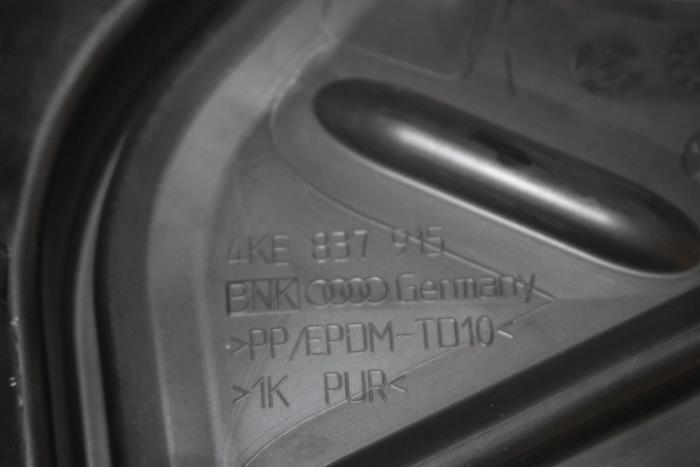 4KE 837 915
BNK Germany
>PP/EPDM-TD10<
>1K PUR<